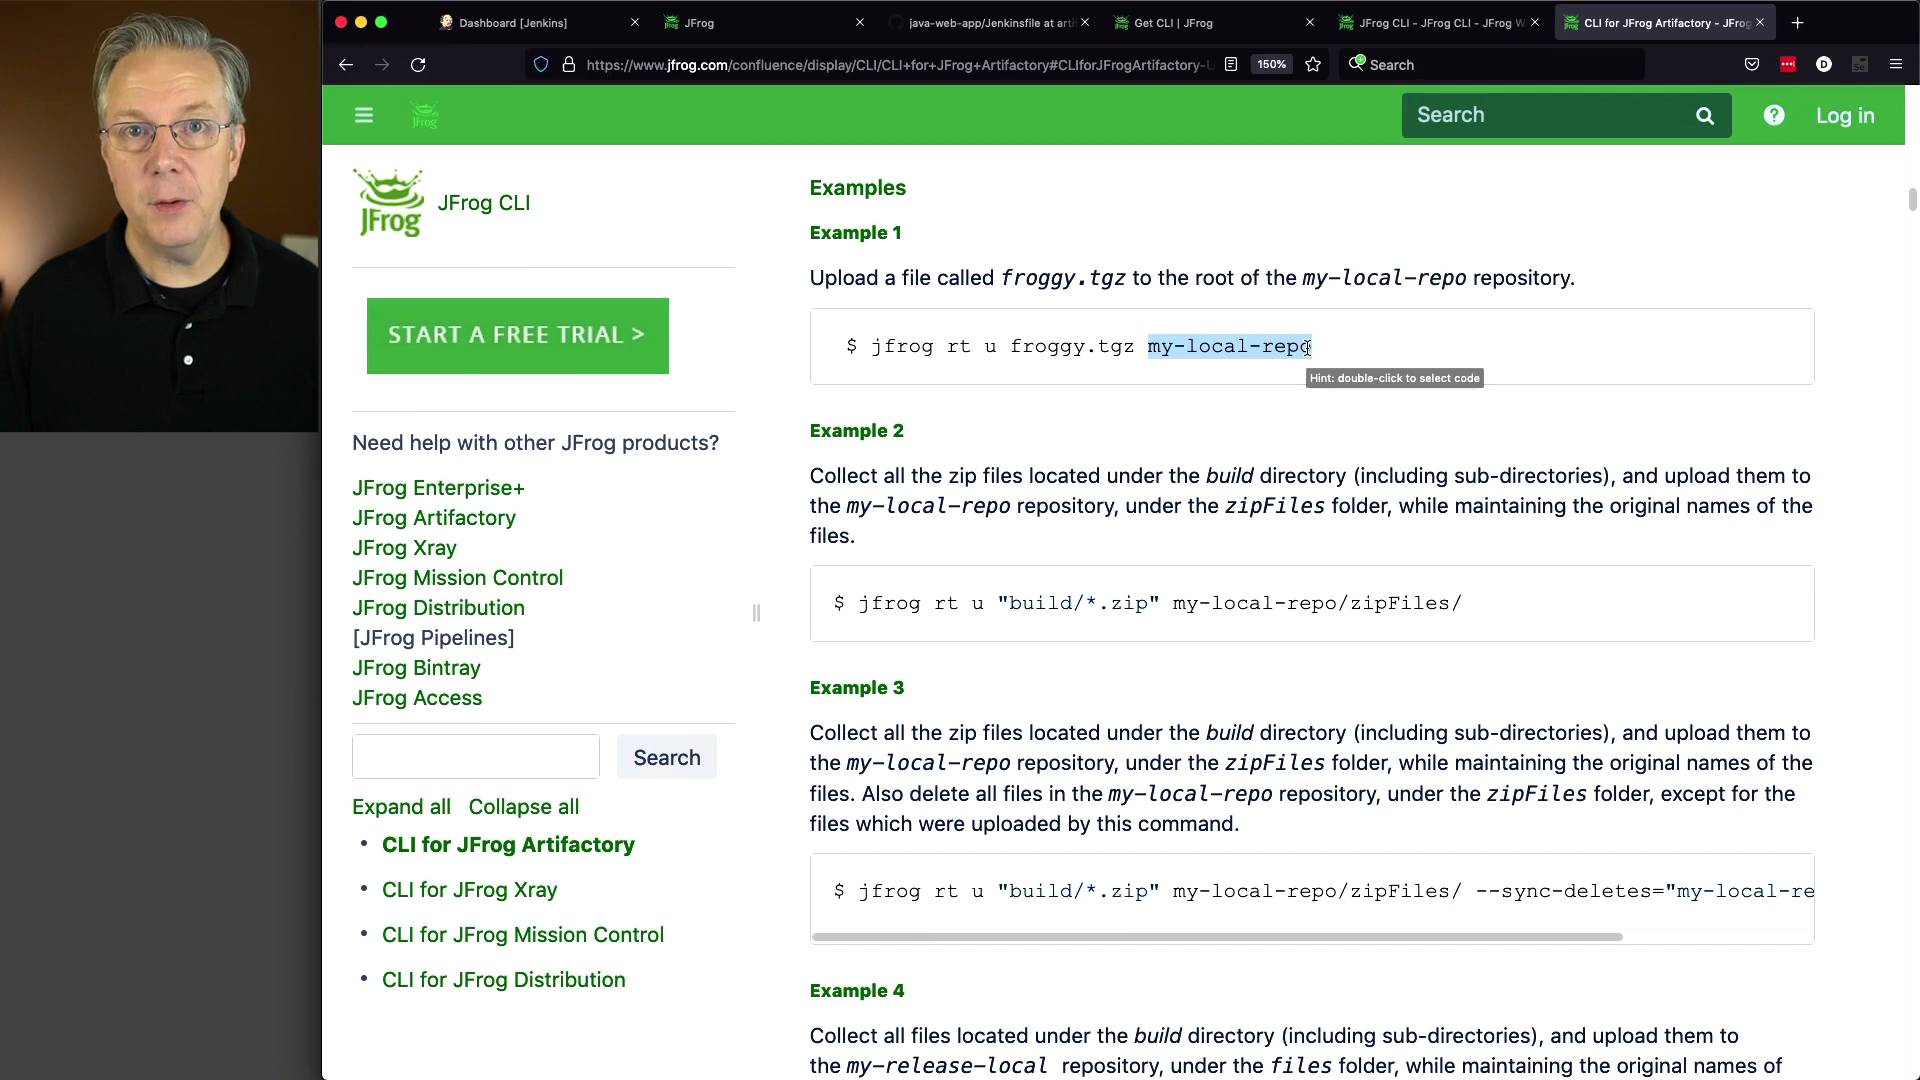 Dashboard [Jenkins]
JFrog
java-web-app/Jenkinsfile at arti
Get CLI | JFrog
JFrog CLI - JFrog CLI - JFrog W
CLI for JFrog Artifactory - JFrog
https://www.jfrog.com/confluence/display/CLI/CLI+for+JFrog+Artifactory#CLIforJFrogArtifactory-U
150%
Search
D
JFrog
Search
?
Log in
JFrog
JFrog CLI
START A FREE TRIAL >
Need help with other JFrog products?
JFrog Enterprise+
JFrog Artifactory
JFrog Xray
JFrog Mission Control
JFrog Distribution
[JFrog Pipelines]
JFrog Bintray
JFrog Access
Search
Expand all Collapse all
• CLI for JFrog Artifactory
• CLI for JFrog Xray
• CLI for JFrog Mission Control
• CLI for JFrog Distribution
Examples
Example 1
Upload a file called froggy.tgz to the root of the my-local-repo repository.
$ jfrog rt u froggy.tgz my-local-repo
Hint: double-click to select code
Example 2
Collect all the zip files located under the build directory (including sub-directories), and upload them to
the my-local-repo repository, under the zipFiles folder, while maintaining the original names of the
files.
$ jfrog rt u "build/*.zip" my-local-repo/zipFiles/
Example 3
Collect all the zip files located under the build directory (including sub-directories), and upload them to
the my-local-repo repository, under the zipFiles folder, while maintaining the original names of the
files. Also delete all files in the my-local-repo repository, under the zipFiles folder, except for the
files which were uploaded by this command.
$ jfrog rt u "build/*.zip" my-local-repo/zipFiles/ --sync-deletes="my-local-re
Example 4
Collect all files located under the build directory (including sub-directories), and upload them to
the my-release-local repository, under the files folder, while maintaining the original names of